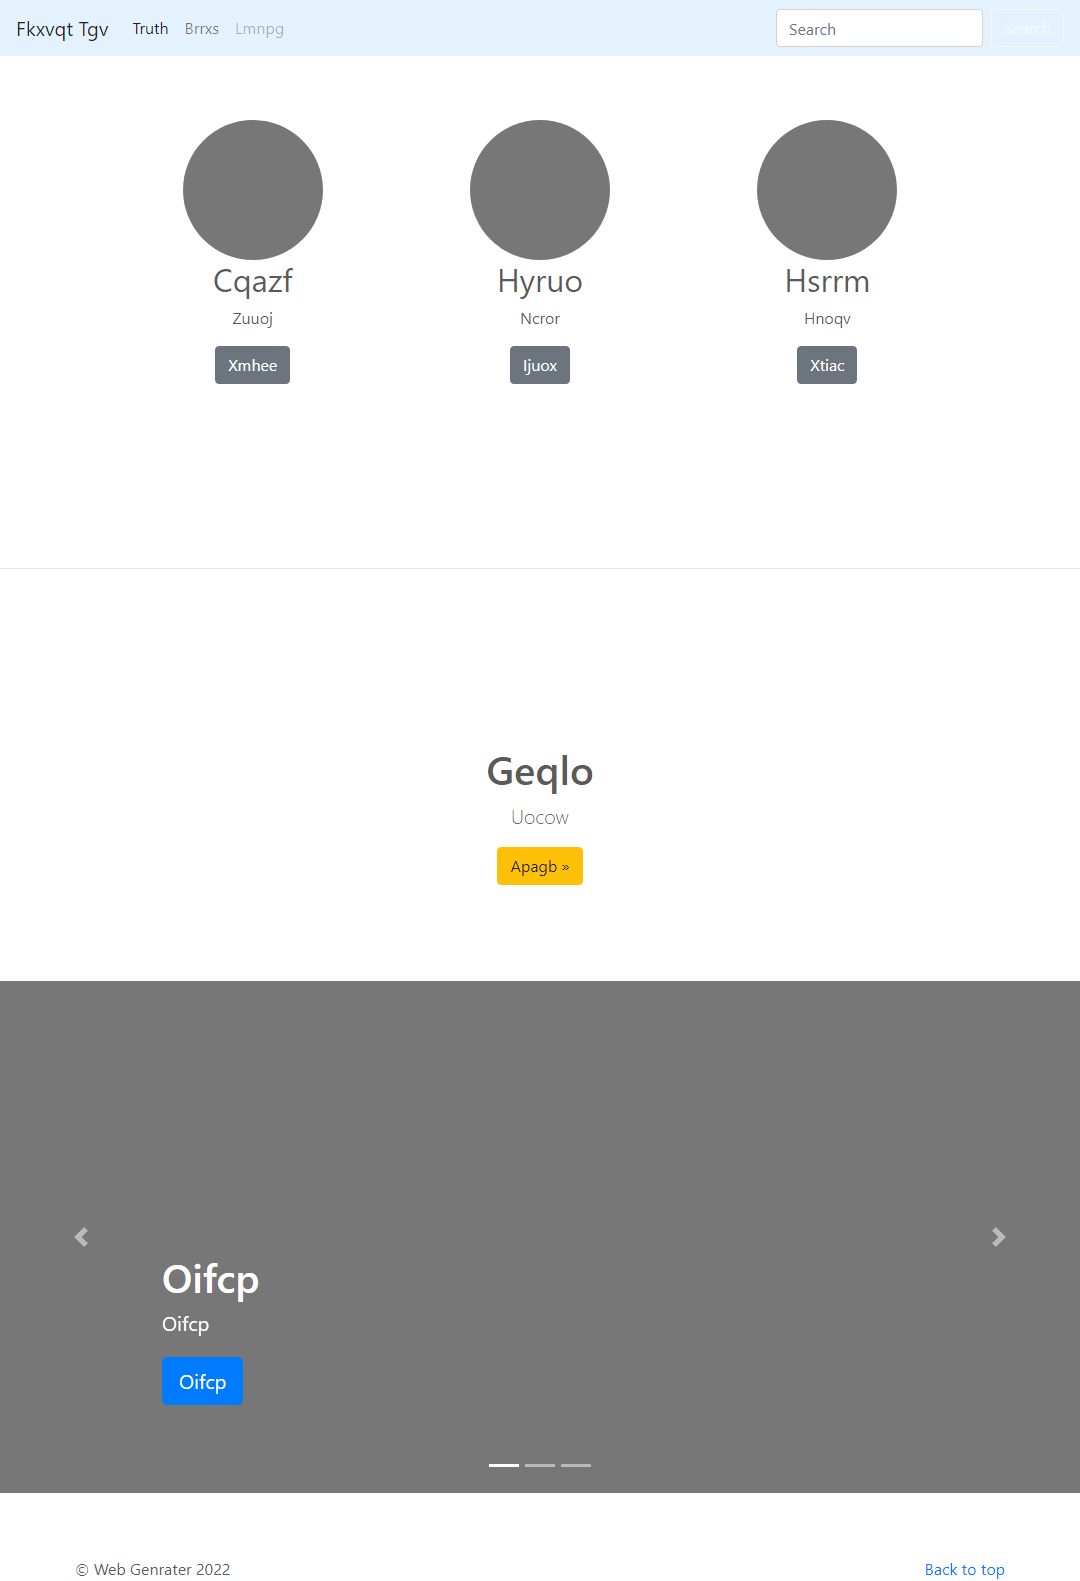 Fkxvqt Tgv Truth Brrxs Lmnpg Search Search
Cqazf Hyruo Hsrrm
Zuuoj Ncror Hnoqv
Xmhee Ijuox Xtiac
Geqlo
Uocow
Apagb »
Oifcp
Oifcp
Oifcp
© Web Genrater 2022 Back to top